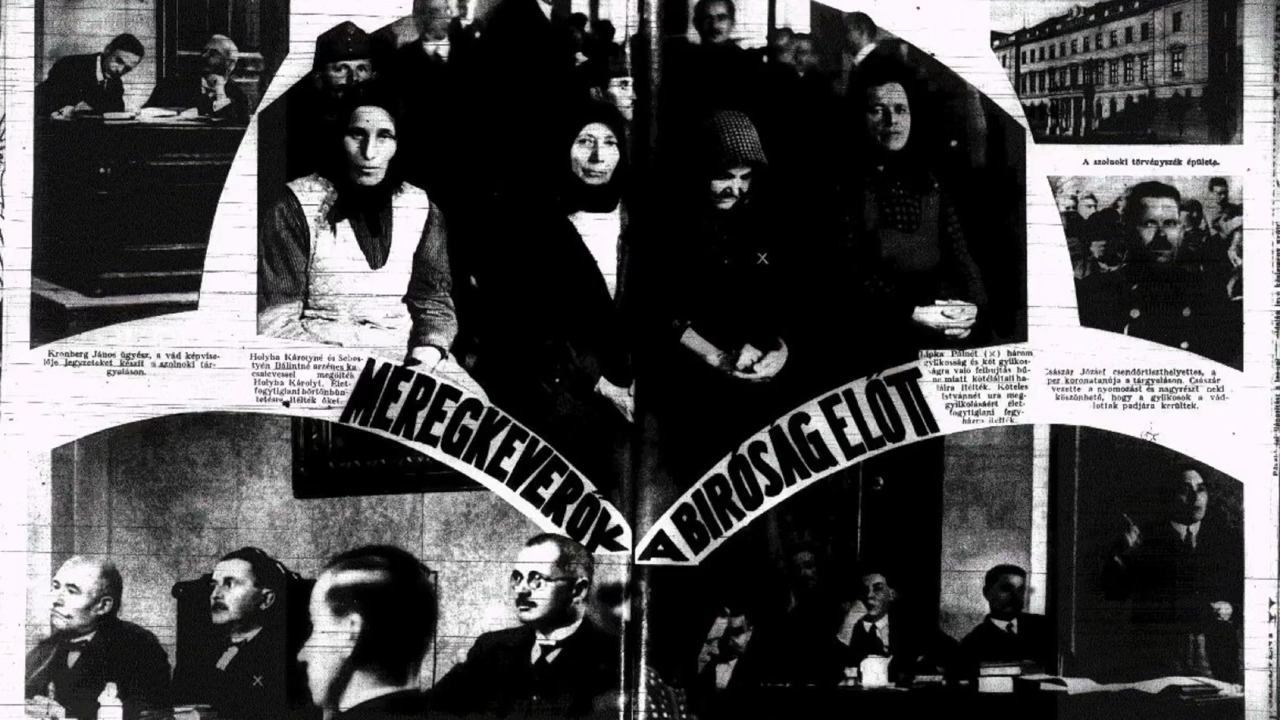 A szolnoki törvényszék épülete.
Kronberg János ügyész, a vád képvise-
lője jegyzeteket készít a szolnoki tár-
gyaláson.
Holyba Károlyné és Sebes-
tyén Bálintné arzénes ka-
csalevessel megölték
Holyba Károlyt. Élet-
fogytiglani börtönbün-
tetésre ítélték őket.
Lipka Pálnét (×) három
gyilkosság és két gyilkos-
ságra való felbujtás bű-
ne miatt kötéláltali ha-
lálra ítélték. Köteles
Istvánnét ura meg-
gyilkolásáért élet-
fogytiglani fegy-
házra ítélték.
Császár József csendőrtiszthelyettes, a
per koronatanúja a tárgyaláson. Császár
vezette a nyomozást és nagyrészt neki
köszönhető, hogy a gyilkosok a vád-
lottak padjára kerültek.
MÉREGKEVERŐK
A BIRÓSÁG ELŐTT